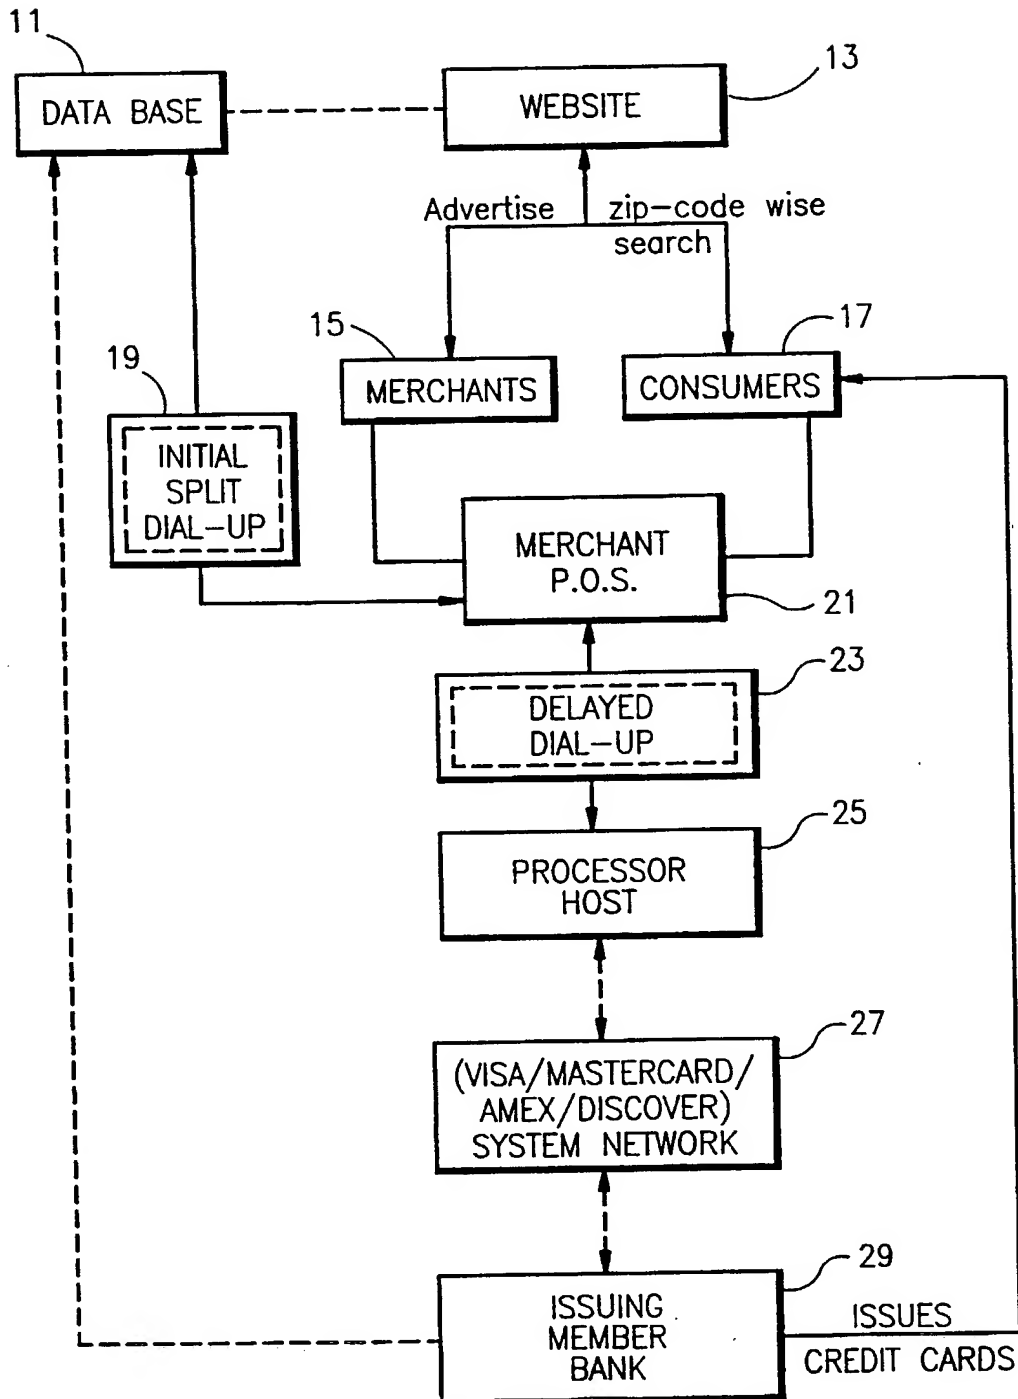 11
DATA BASE
WEBSITE
13
Advertise
zip-code wise
search
15
MERCHANTS
17
CONSUMERS
19
INITIAL
SPLIT
DIAL-UP
MERCHANT
P.O.S.
21
23
DELAYED
DIAL-UP
25
PROCESSOR
HOST
27
(VISA/MASTERCARD/
AMEX/DISCOVER)
SYSTEM NETWORK
29
ISSUING
MEMBER
BANK
ISSUES
CREDIT CARDS